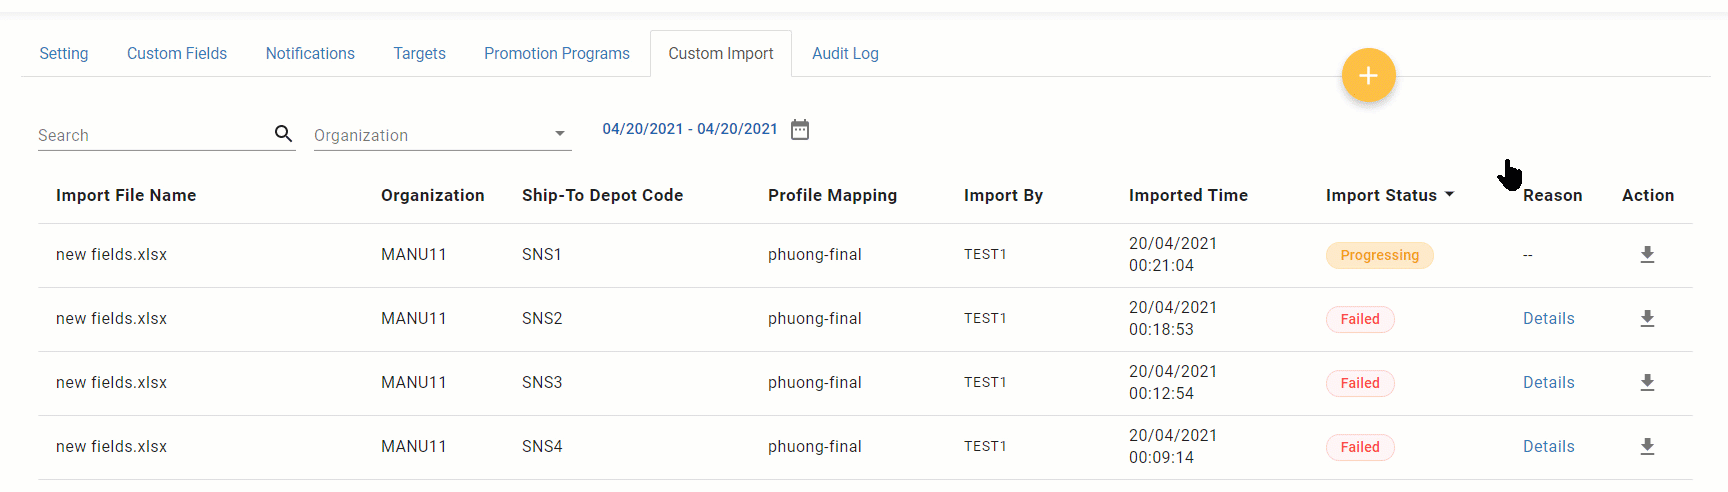 Setting Custom Fields Notifications Targets Promotion Programs Custom Import Audit Log
+
Search Organization 04/20/2021 - 04/20/2021
Import File Name Organization Ship-To Depot Code Profile Mapping Import By Imported Time Import Status Reason Action
new fields.xlsx MANU11 SNS1 phuong-final TEST1 20/04/2021 00:21:04 Progressing --
new fields.xlsx MANU11 SNS2 phuong-final TEST1 20/04/2021 00:18:53 Failed Details
new fields.xlsx MANU11 SNS3 phuong-final TEST1 20/04/2021 00:12:54 Failed Details
new fields.xlsx MANU11 SNS4 phuong-final TEST1 20/04/2021 00:09:14 Failed Details